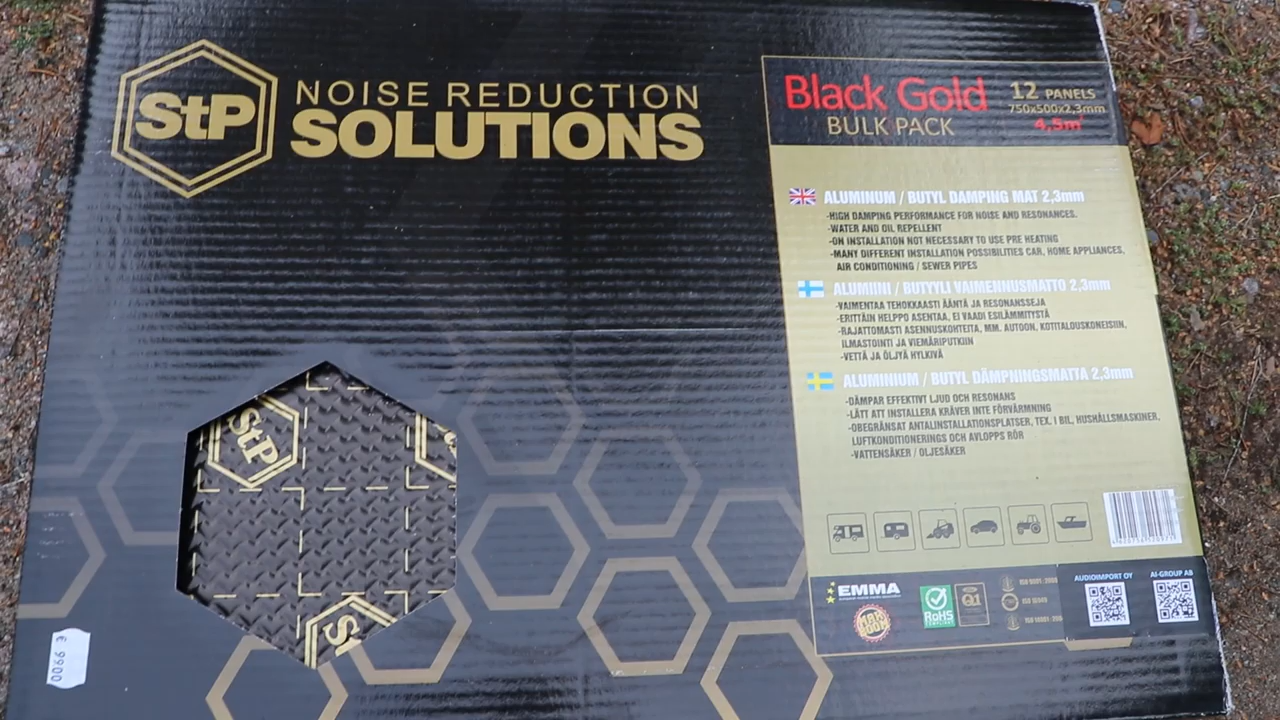 StP
NOISE REDUCTION
SOLUTIONS
Black Gold
BULK PACK
12 PANELS
750x500x2,3mm
4,5m²
ALUMINUM / BUTYL DAMPING MAT 2,3mm
-HIGH DAMPING PERFORMANCE FOR NOISE AND RESONANCES.
-WATER AND OIL REPELLENT
-ON INSTALLATION NOT NECESSARY TO USE PRE HEATING
-MANY DIFFERENT INSTALLATION POSSIBILITIES CAR, HOME APPLIANCES,
AIR CONDITIONING / SEWER PIPES
ALUMIINI / BUTYYLI VAIMENNUSMATTO 2,3mm
-VAIMENTAA TEHOKKAASTI ÄÄNTÄ JA RESONANSSEJA
-ERITTÄIN HELPPO ASENTAA, EI VAADI ESILÄMMITYSTÄ
-RAJATTOMASTI ASENNUSKOHTEITA, MM. AUTOON, KOTITALOUSKONEISIIN,
ILMASTOINTI JA VIEMÄRIPUTKIIN
-VETTÄ JA ÖLJYÄ HYLKIVÄ
ALUMINIUM / BUTYL DÄMPNINGSMATTA 2,3mm
-DÄMPAR EFFEKTIVT LJUD OCH RESONANS
-LÄTT ATT INSTALLERA KRÄVER INTE FÖRVÄRMNING
-OBEGRÄNSAT ANTALINSTALLATIONSPLATSER, TEX. I BIL, HUSHÅLLSMASKINER,
LUFTKONDITIONERINGS OCH AVLOPPS RÖR
-VATTENSÄKER / OLJESÄKER
StP
EMMA
RoHS
Q1
AUDIOIMPORT OY
AI-GROUP AB
0066